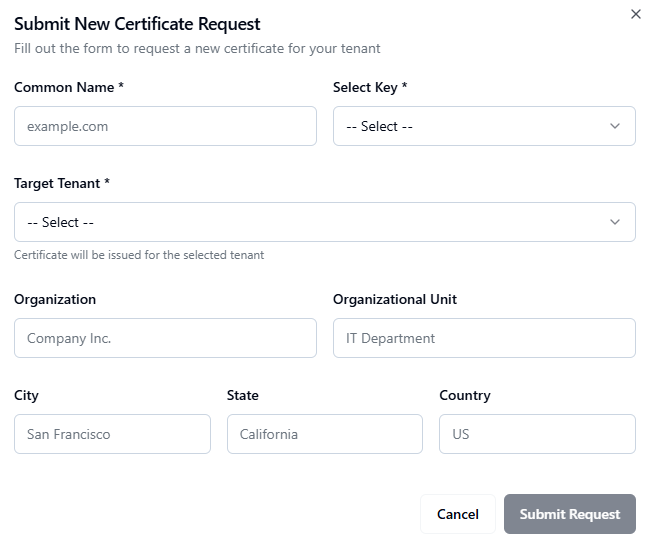 Submit New Certificate Request
Fill out the form to request a new certificate for your tenant
Common Name * Select Key *
example.com -- Select --
Target Tenant *
-- Select --
Certificate will be issued for the selected tenant
Organization Organizational Unit
Company Inc. IT Department
City State Country
San Francisco California US
Cancel Submit Request